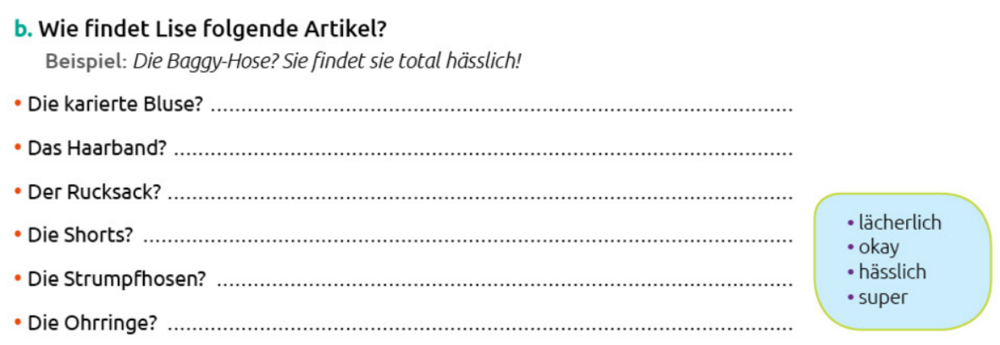 b. Wie findet Lise folgende Artikel?
Beispiel: Die Baggy-Hose? Sie findet sie total hässlich!
• Die karierte Bluse? ................................................................................
• Das Haarband? ................................................................................
• Der Rucksack? ................................................................................
• Die Shorts? ................................................................................
• Die Strumpfhosen? ................................................................................
• Die Ohrringe? ................................................................................
• lächerlich
• okay
• hässlich
• super